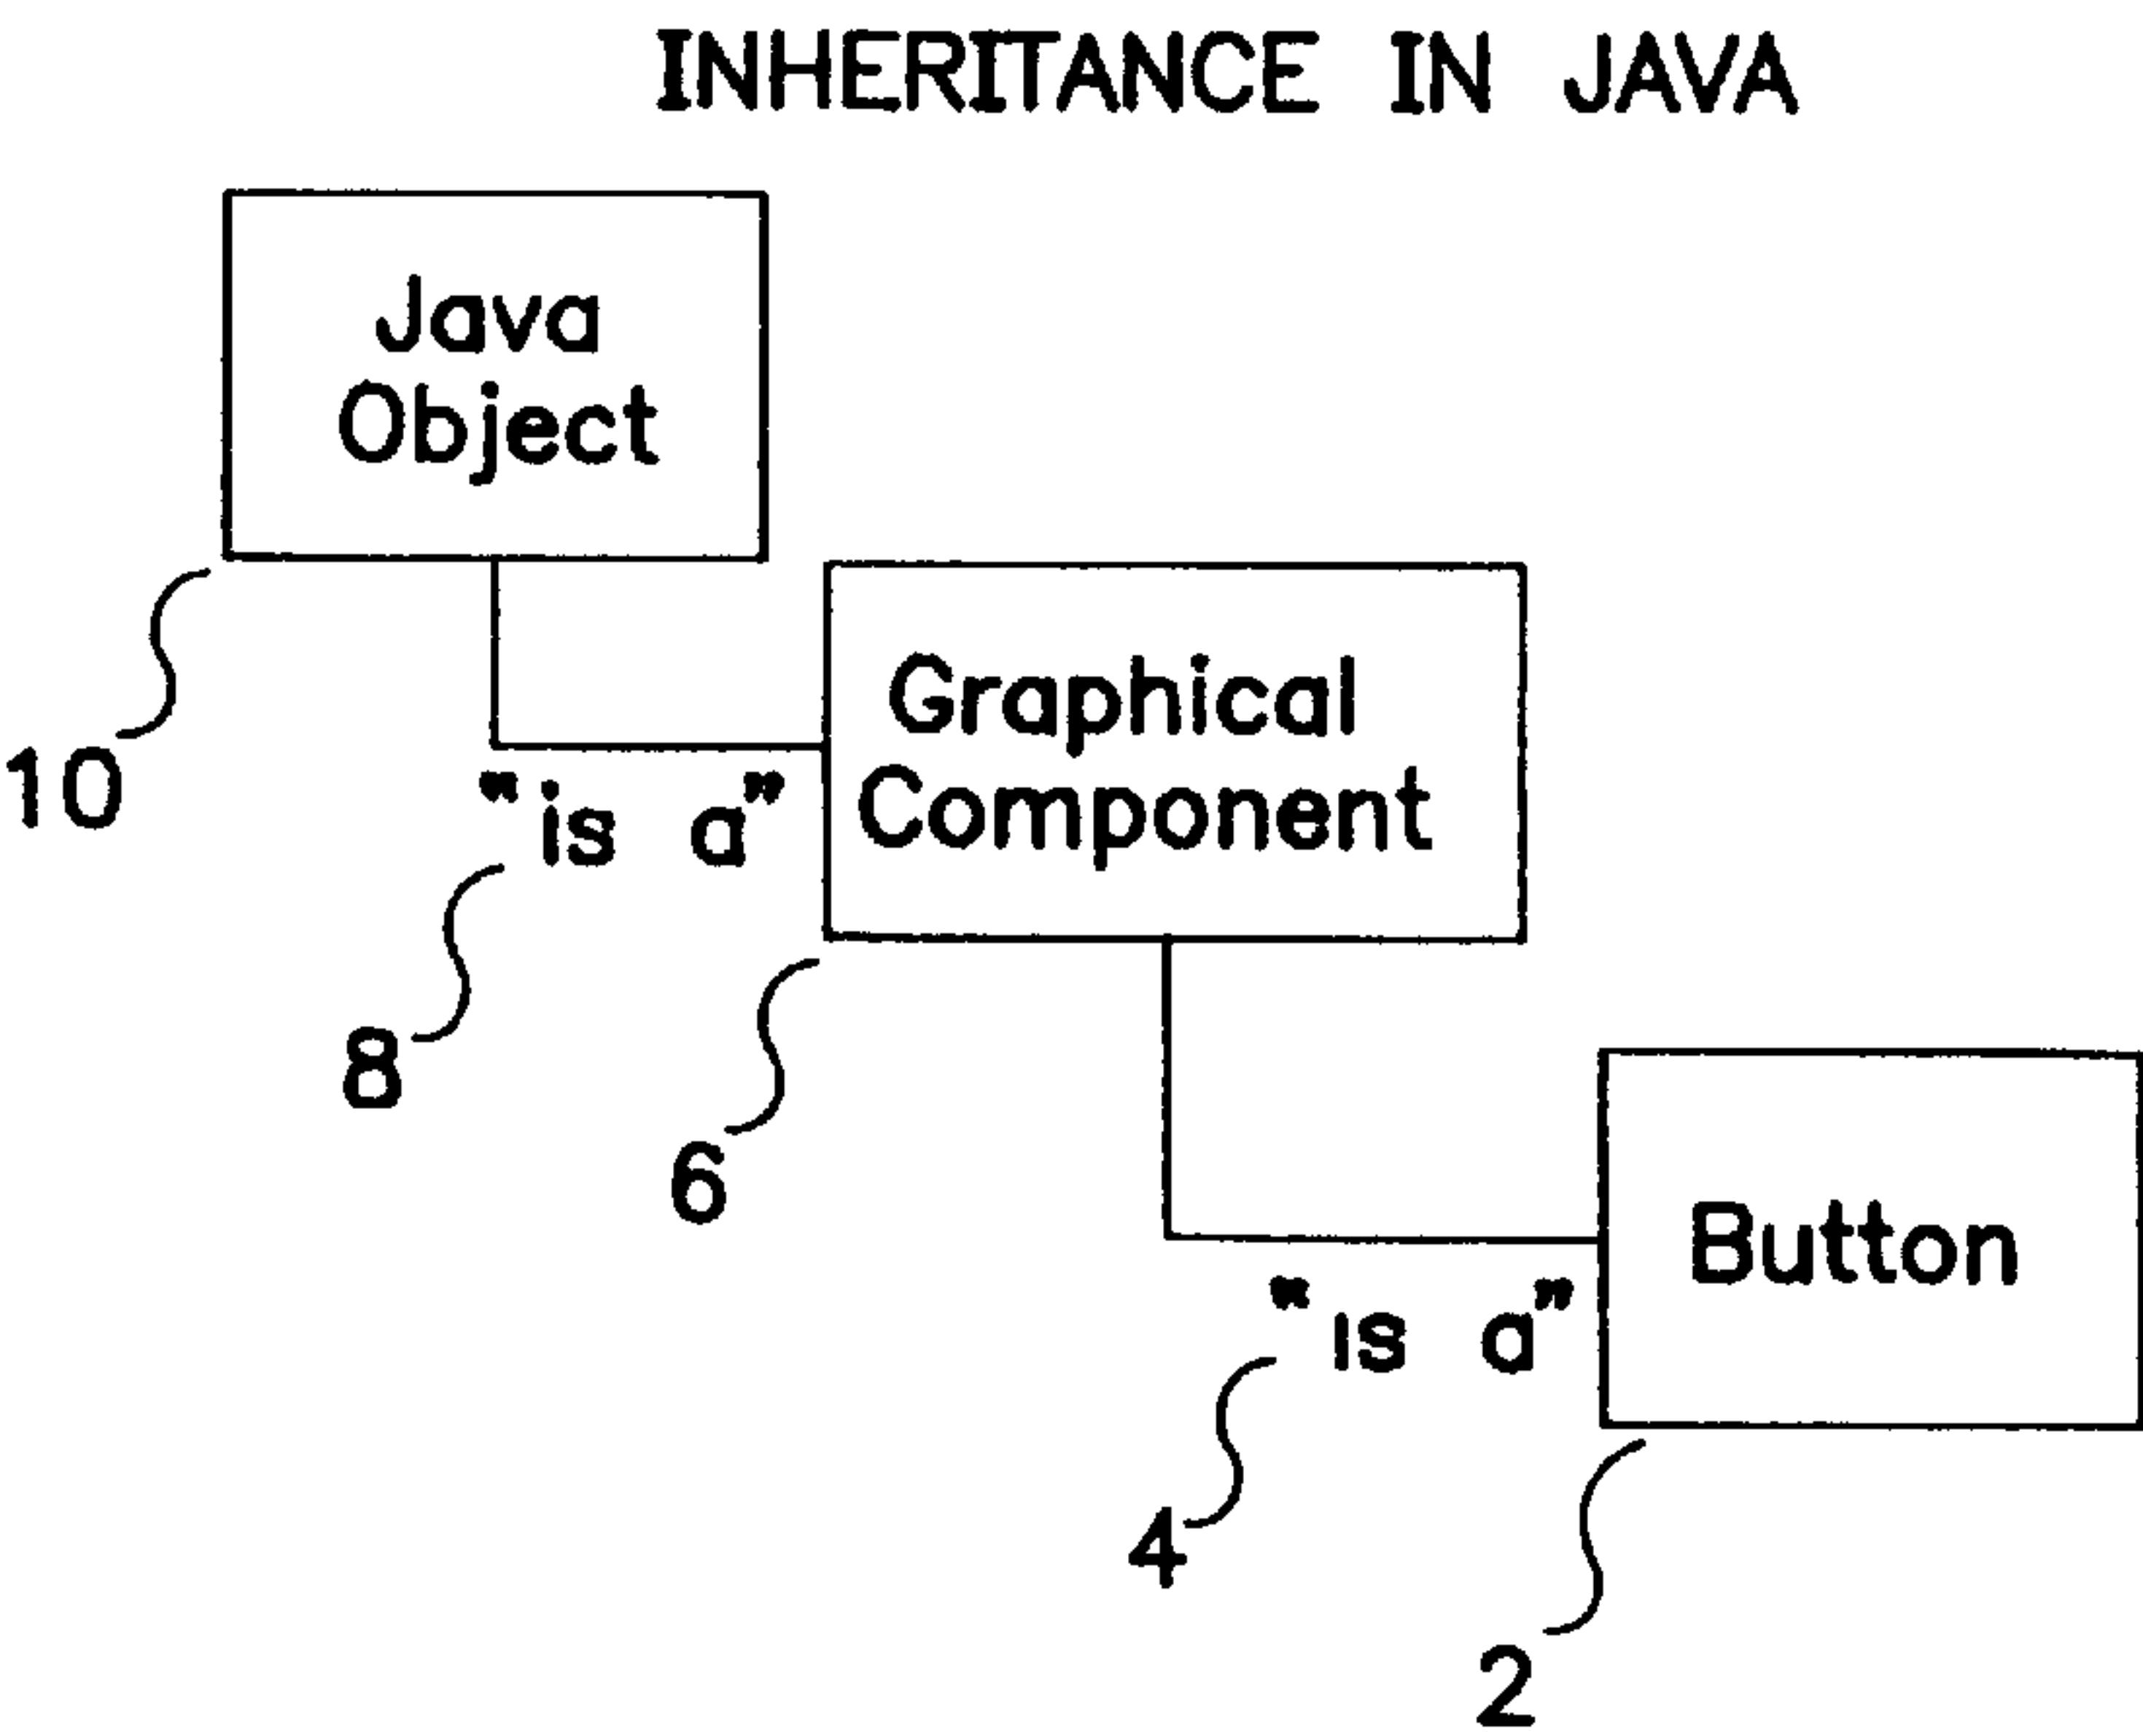 INHERITANCE IN JAVA
Java
Object
Graphical
Component
10
"is a"
8
6
Button
"is a"
4
2